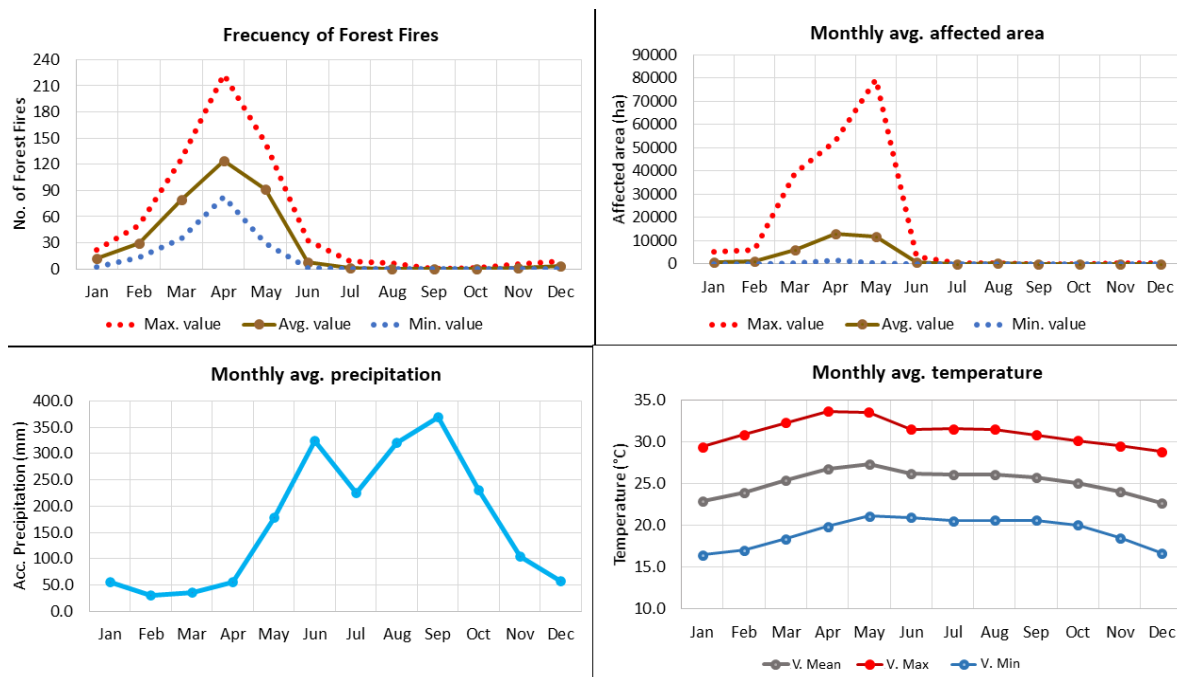 Frecuency of Forest Fires
No. of Forest Fires
240
210
180
150
120
90
60
30
0
Jan Feb Mar Apr May Jun Jul Aug Sep Oct Nov Dec
Max. value Avg. value Min. value
Monthly avg. affected area
Affected area (ha)
90000
80000
70000
60000
50000
40000
30000
20000
10000
0
Jan Feb Mar Apr May Jun Jul Aug Sep Oct Nov Dec
Max. value Avg. value Min. value
Monthly avg. precipitation
Acc. Precipitation (mm)
400.0
350.0
300.0
250.0
200.0
150.0
100.0
50.0
0.0
Jan Feb Mar Apr May Jun Jul Aug Sep Oct Nov Dec
Monthly avg. temperature
Temperature (°C)
35.0
30.0
25.0
20.0
15.0
10.0
Jan Feb Mar Apr May Jun Jul Aug Sep Oct Nov Dec
V. Mean V. Max V. Min